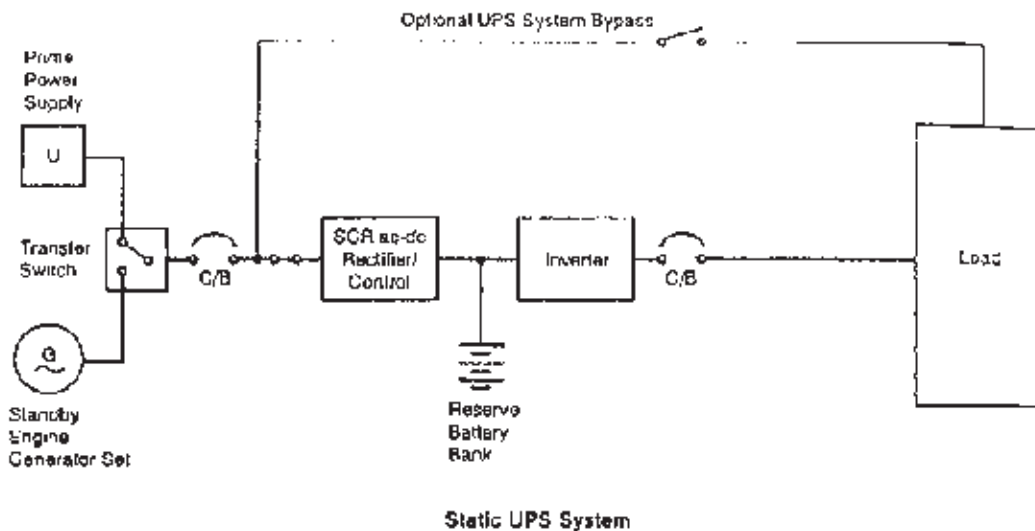 Optional UPS System Bypass
Prime
Power
Supply
U
Transfer
Switch
C/B
SCR ac-dc
Rectifier/
Control
Inverter
C/B
Load
G
Standby
Engine
Generator Set
Reserve
Battery
Bank
Static UPS System